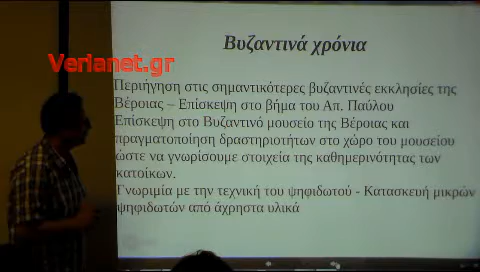 Βυζαντινά χρόνια
Verianet.gr
Περιήγηση στις σημαντικότερες βυζαντινές εκκλησίες της
Βέροιας – Επίσκεψη στο βήμα του Απ. Παύλου
Επίσκεψη στο Βυζαντινό μουσείο της Βέροιας και
πραγματοποίηση δραστηριοτήτων στο χώρο του μουσείου
ώστε να γνωρίσουμε στοιχεία της καθημερινότητας των
κατοίκων.
Γνωριμία με την τεχνική του ψηφιδωτού - Κατασκευή μικρών
ψηφιδωτών από άχρηστα υλικά